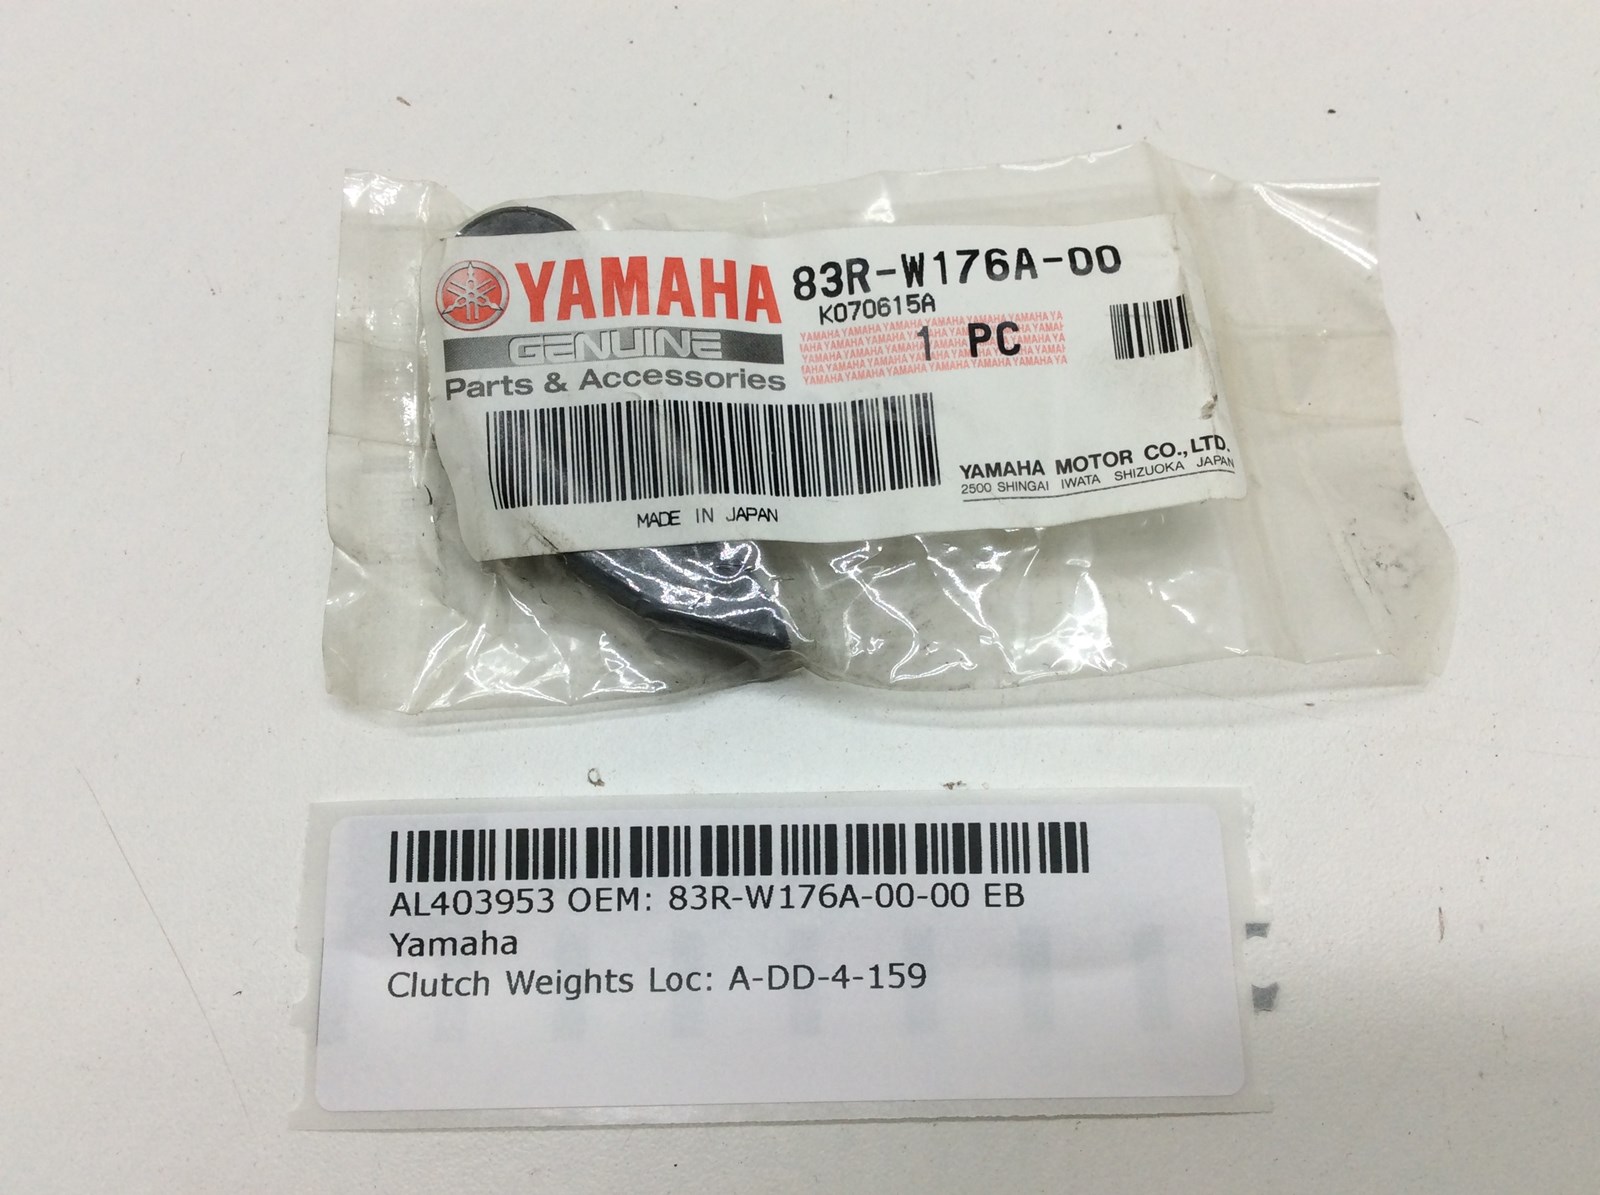 YAMAHA
GENUINE
Parts & Accessories
83R-W176A-00
K070615A
1 PC
MADE IN JAPAN
YAMAHA MOTOR CO.,LTD.
2500 SHINGAI IWATA SHIZUOKA JAPAN
AL403953 OEM: 83R-W176A-00-00 EB
Yamaha
Clutch Weights Loc: A-DD-4-159